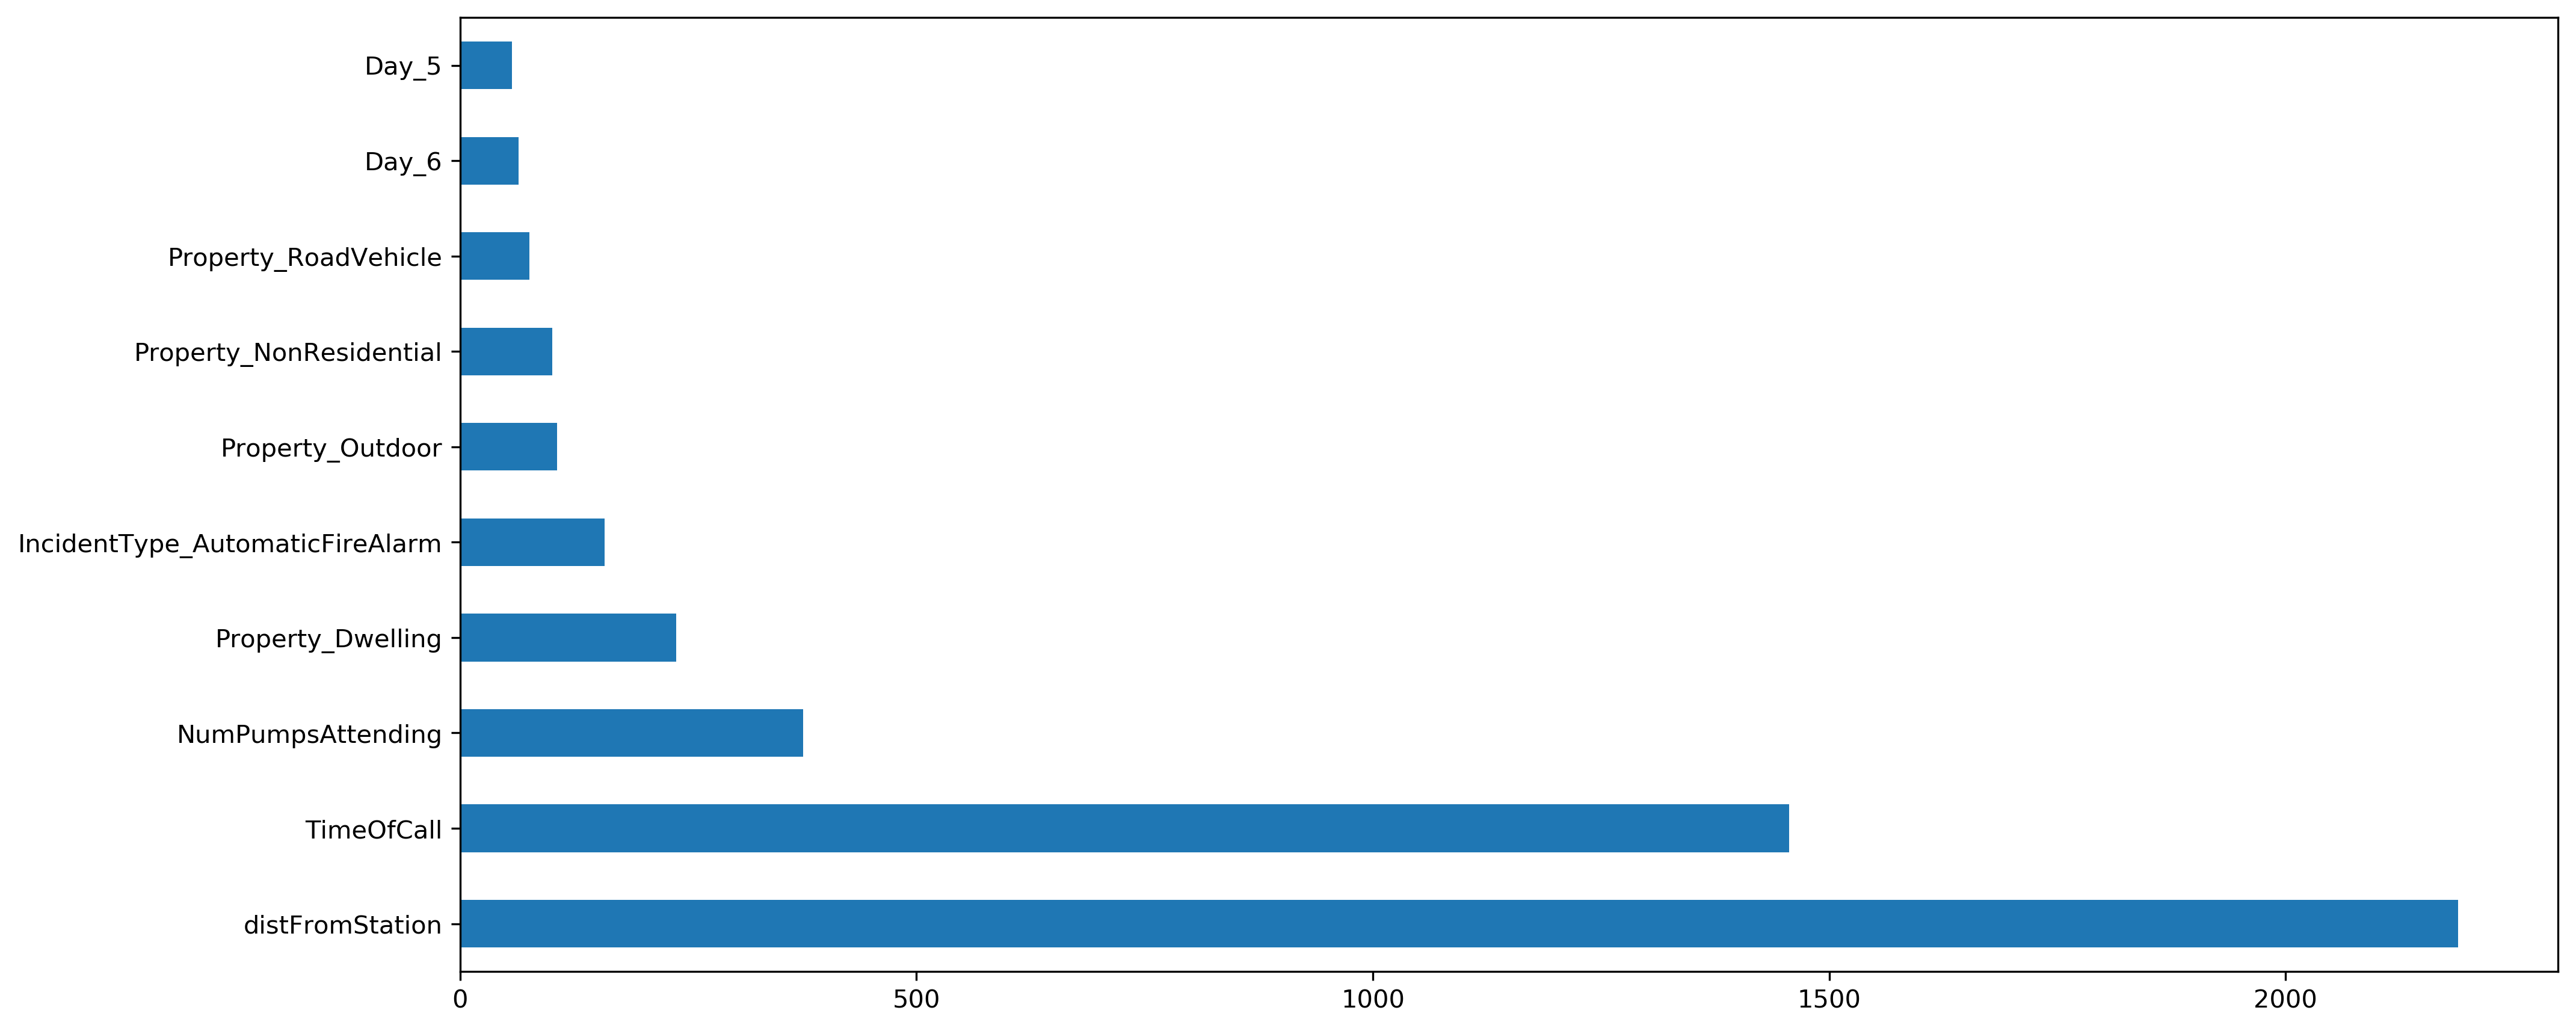 Day_5
Day_6
Property_RoadVehicle
Property_NonResidential
Property_Outdoor
IncidentType_AutomaticFireAlarm
Property_Dwelling
NumPumpsAttending
TimeOfCall
distFromStation
0 500 1000 1500 2000